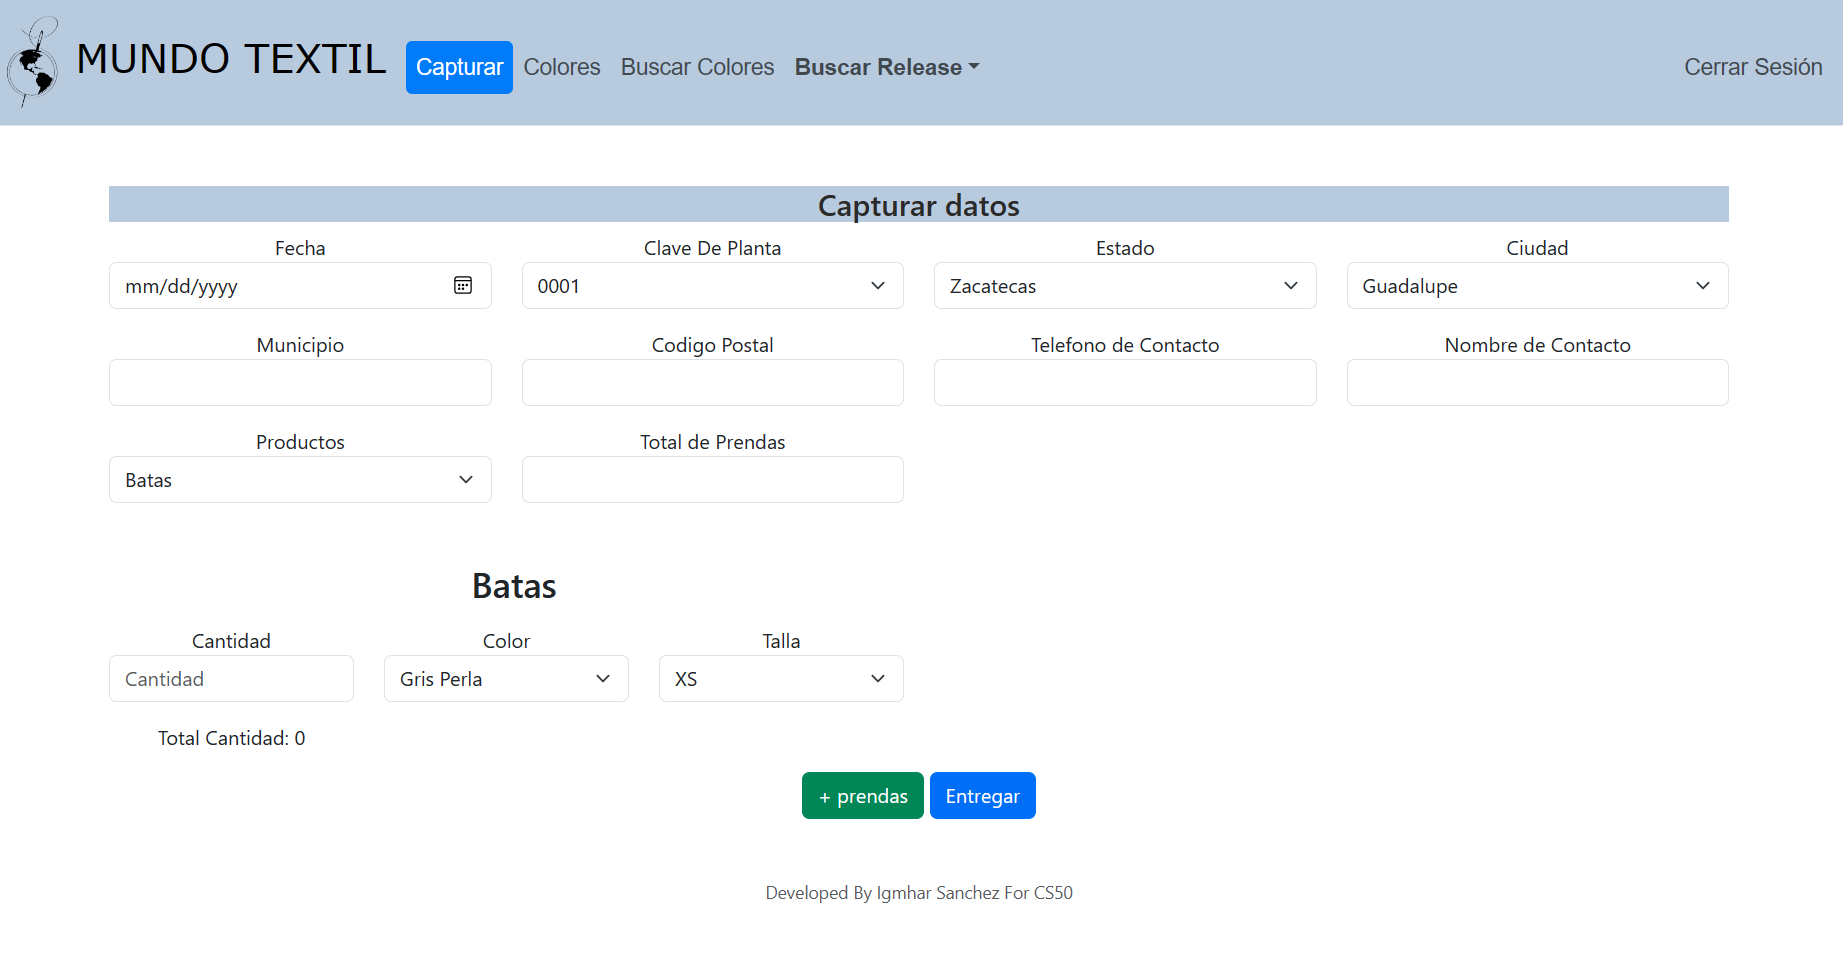 MUNDO TEXTIL Capturar Colores Buscar Colores Buscar Release Cerrar Sesión
Capturar datos
Fecha Clave De Planta Estado Ciudad
mm/dd/yyyy 0001 Zacatecas Guadalupe
Municipio Codigo Postal Telefono de Contacto Nombre de Contacto
Productos Total de Prendas
Batas
Batas
Cantidad Color Talla
Cantidad Gris Perla XS
Total Cantidad: 0
+ prendas Entregar
Developed By Igmhar Sanchez For CS50